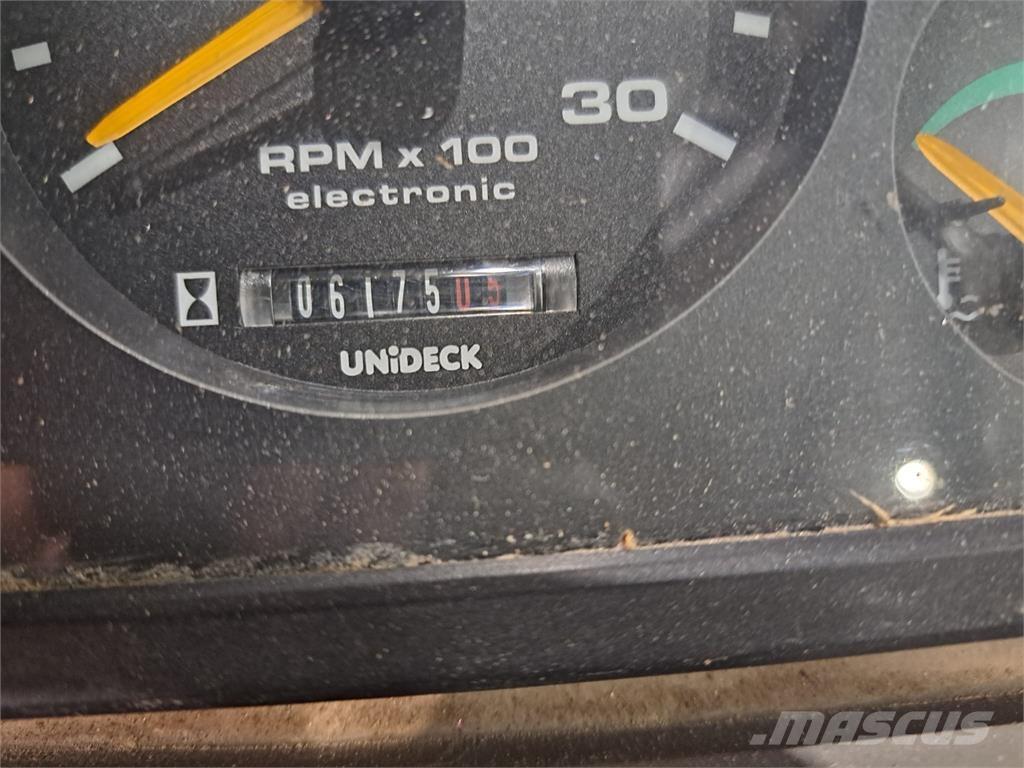 30
RPM x 100
electronic
0617505
UNiDECK
MASCUS